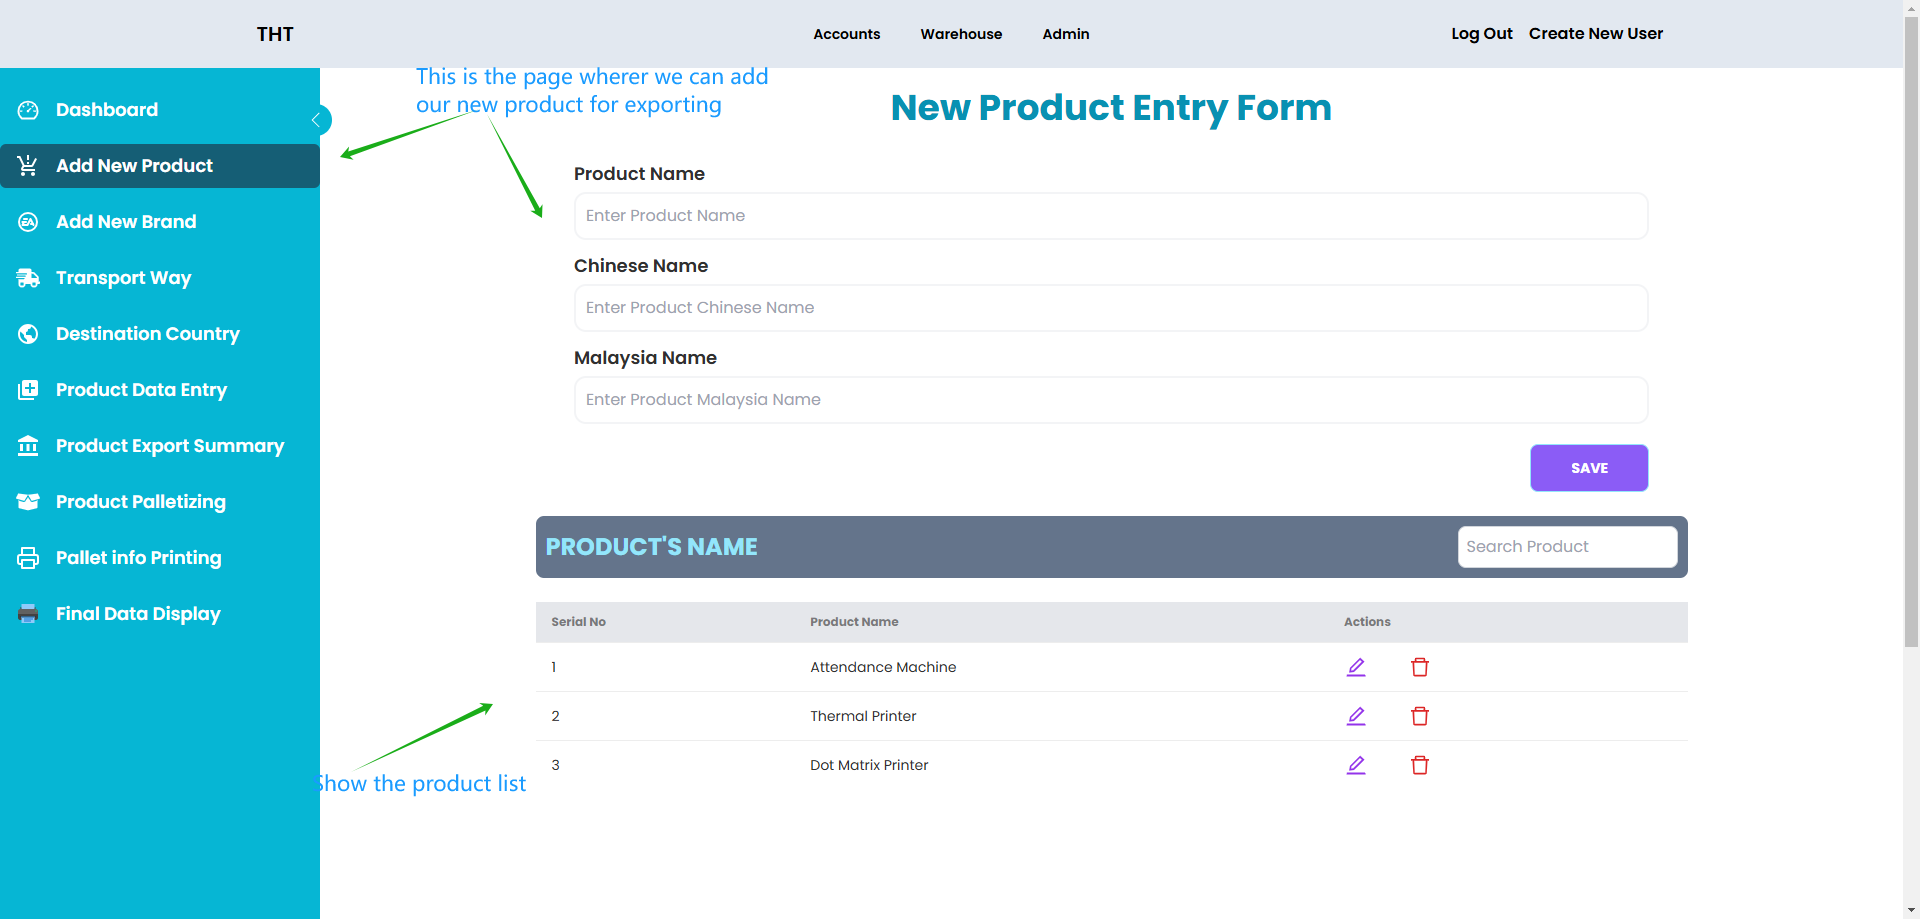 THT
Accounts
Warehouse
Admin
Log Out
Create New User
Dashboard
Add New Product
Add New Brand
Transport Way
Destination Country
Product Data Entry
Product Export Summary
Product Palletizing
Pallet info Printing
Final Data Display
This is the page wherer we can add
our new product for exporting
New Product Entry Form
Product Name
Enter Product Name
Chinese Name
Enter Product Chinese Name
Malaysia Name
Enter Product Malaysia Name
SAVE
PRODUCT'S NAME
Search Product
Serial No Product Name Actions
1 Attendance Machine
2 Thermal Printer
3 Dot Matrix Printer
Show the product list